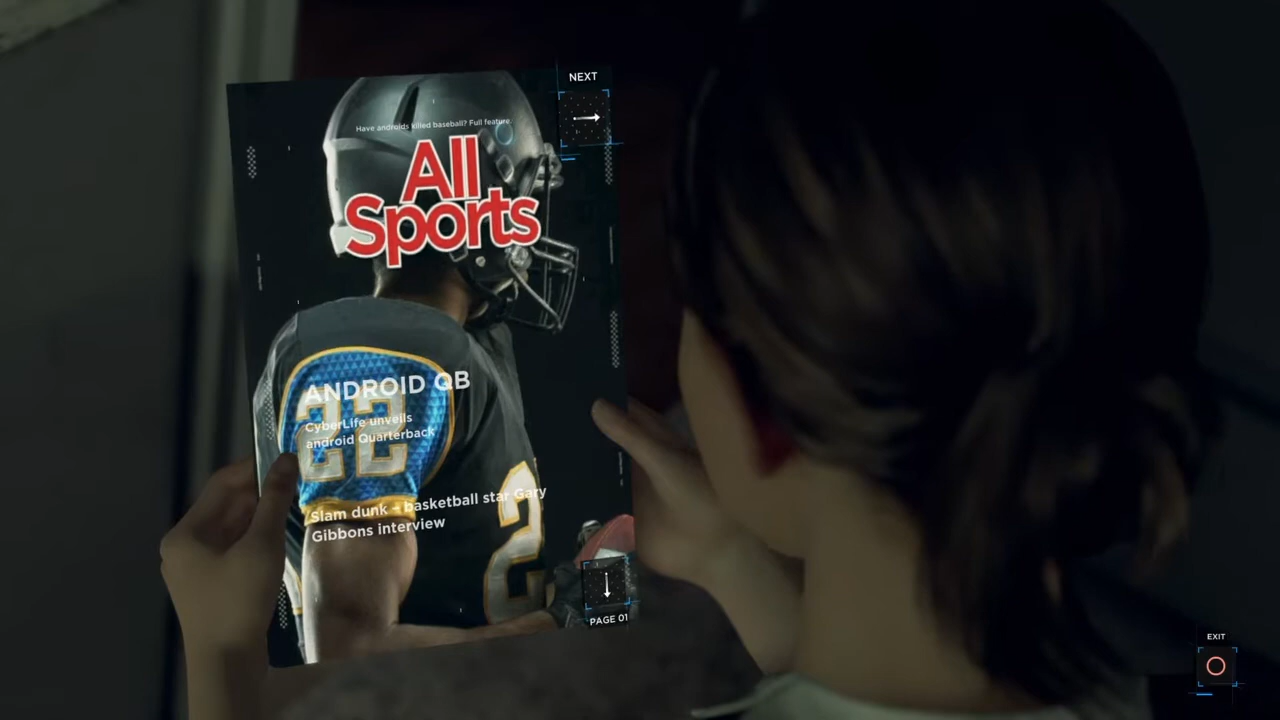 NEXT
Have androids killed baseball? Full feature.
All
Sports
ANDROID QB
22
CyberLife unveils
android Quarterback
Slam dunk - basketball star Gary
Gibbons interview
2
PAGE 01
EXIT